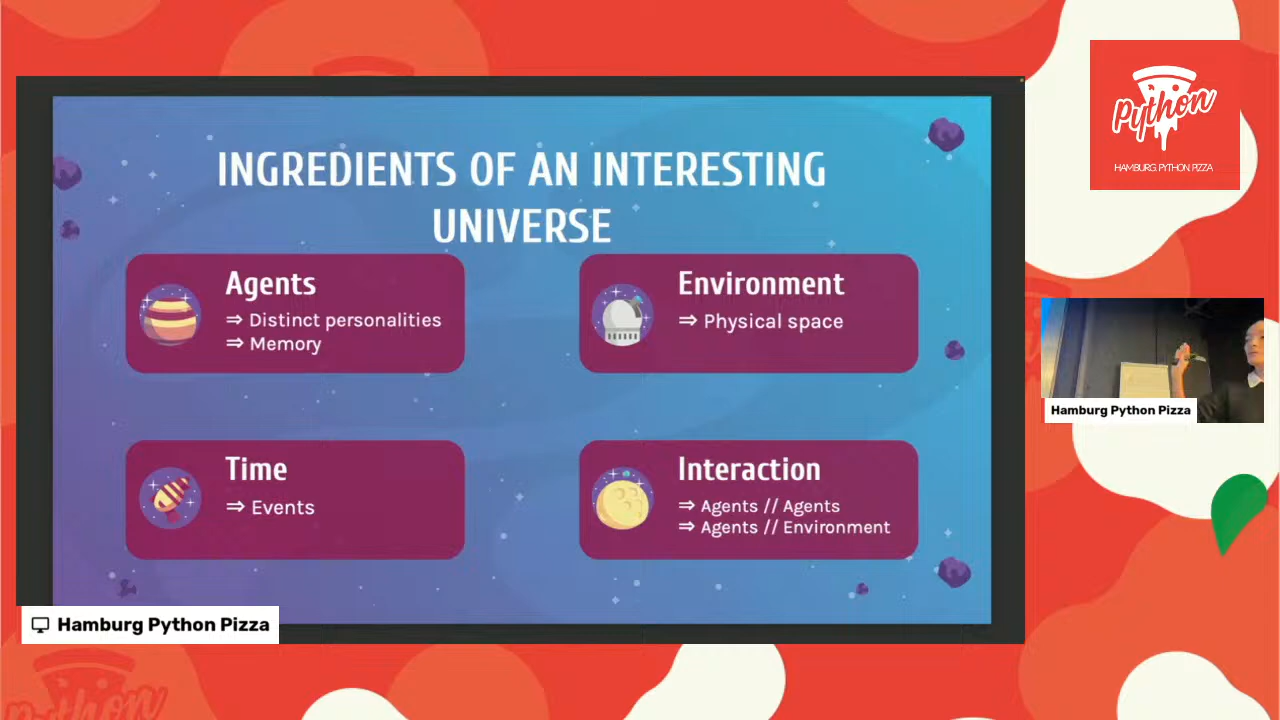 INGREDIENTS OF AN INTERESTING
UNIVERSE
Agents
⇒ Distinct personalities
⇒ Memory
Environment
⇒ Physical space
Time
⇒ Events
Interaction
⇒ Agents // Agents
⇒ Agents // Environment
Hamburg Python Pizza
Python
HAMBURG.PYTHON.PIZZA
Hamburg Python Pizza
Python